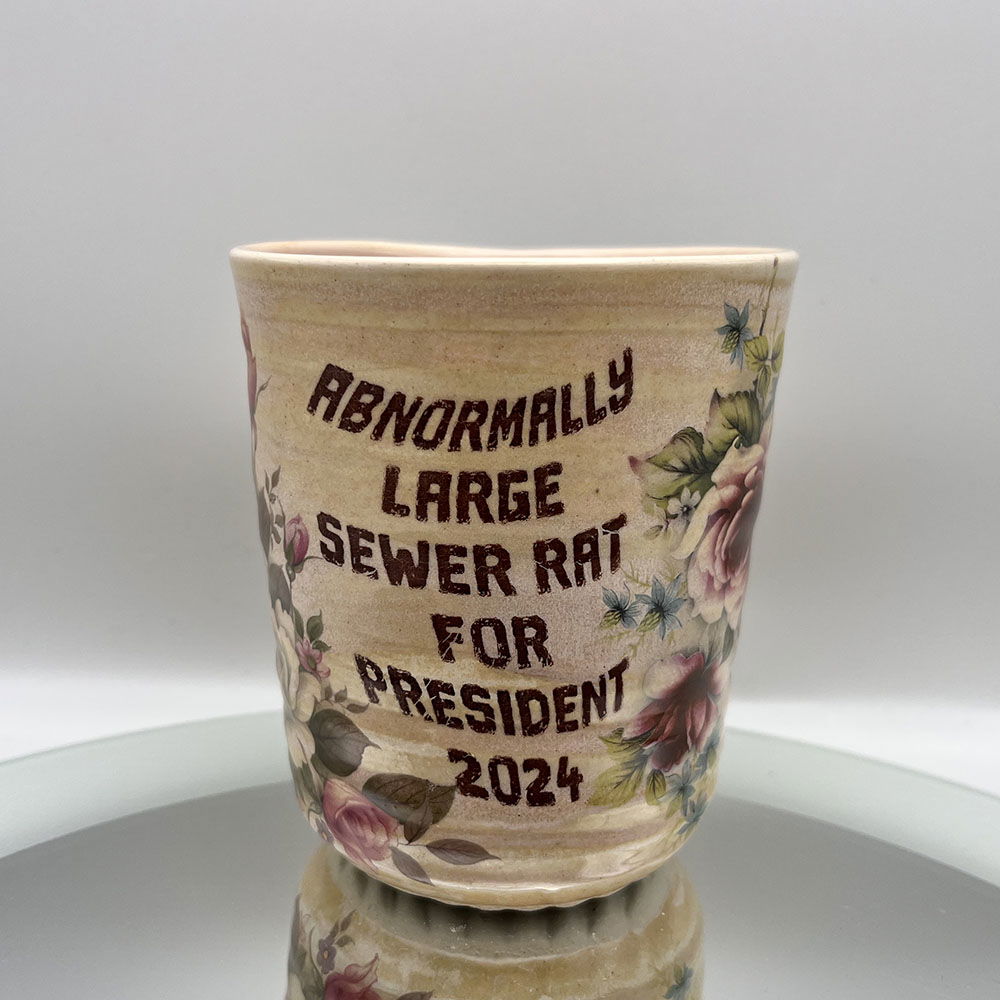 ABNORMALLY
LARGE
SEWER RAT
FOR
PRESIDENT
2024